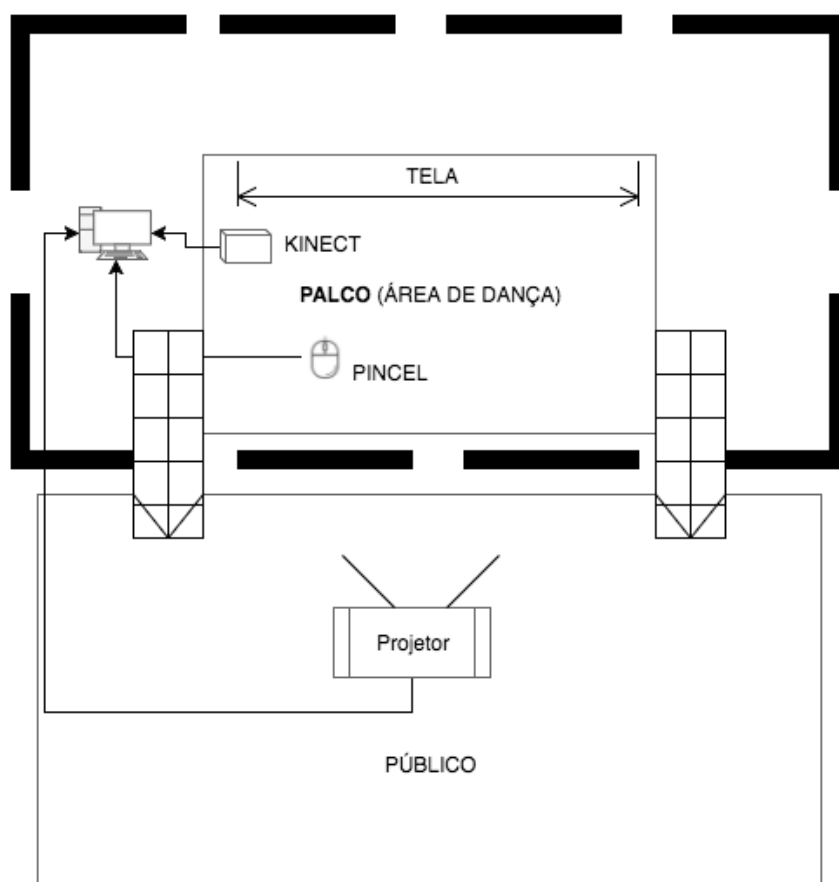 TELA
KINECT
PALCO (ÁREA DE DANÇA)
PINCEL
Projetor
PÚBLICO